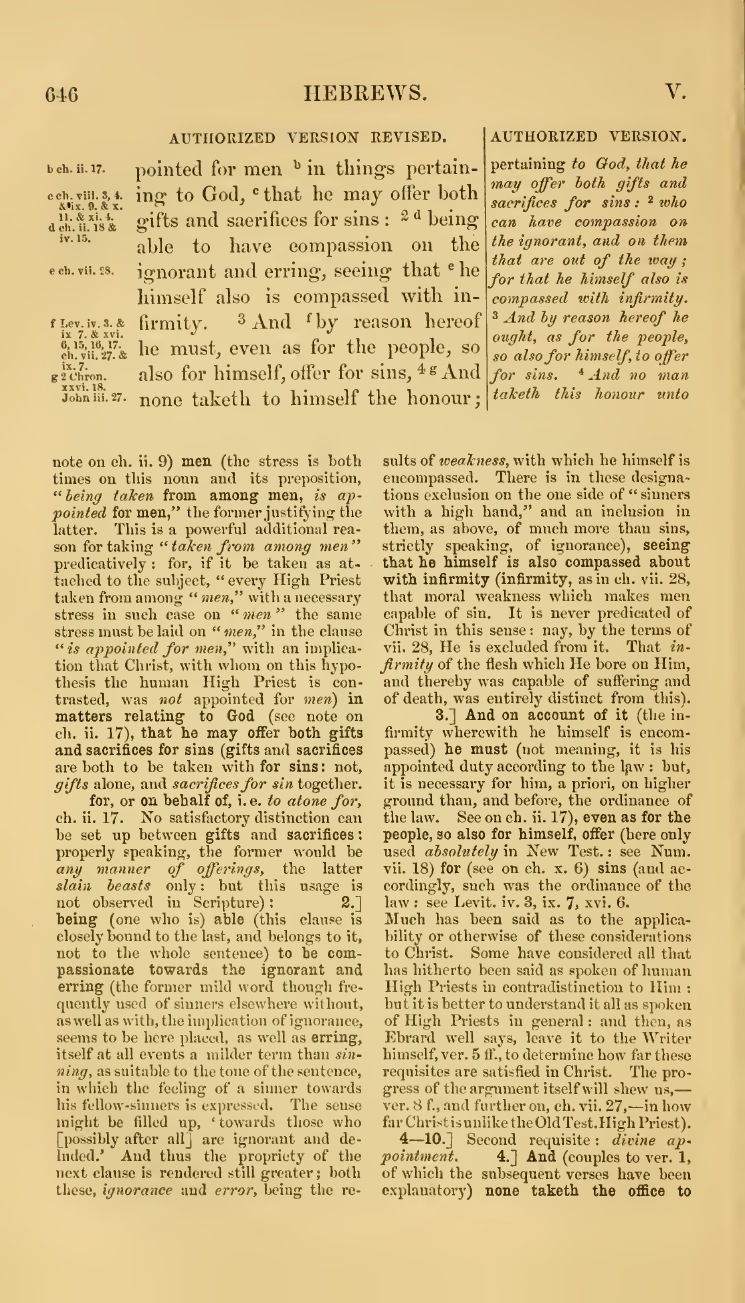 646
HEBREWS.
V.
AUTHORIZED VERSION REVISED.
b ch. ii. 17.
c ch. viii. 3, 4.
& ix. 9. & x.
11. & xi. 4.
d ch. ii. 18 &
iv. 15.
e ch. vii. 28.
f Lev. iv. 3. &
ix 7. & xvi.
6, 15, 16, 17.
ch. vii. 27. &
ix. 7.
g 2 Chron.
xxvi. 18.
John iii. 27.
pointed for men b in things pertain-
ing to God, c that he may offer both
gifts and sacrifices for sins : 2 d being
able to have compassion on the
ignorant and erring, seeing that e he
himself also is compassed with in-
firmity. 3 And f by reason hereof
he must, even as for the people, so
also for himself, offer for sins, 4 g And
none taketh to himself the honour;
AUTHORIZED VERSION.
pertaining to God, that he
may offer both gifts and
sacrifices for sins : 2 who
can have compassion on
the ignorant, and on them
that are out of the way ;
for that he himself also is
compassed with infirmity.
3 And by reason hereof he
ought, as for the people,
so also for himself, to offer
for sins. 4 And no man
taketh this honour unto
note on ch. ii. 9) men (the stress is both
times on this noun and its preposition,
“being taken from among men, is ap-
pointed for men,” the former justifying the
latter. This is a powerful additional rea-
son for taking “taken from among men”
predicatively : for, if it be taken as at-
tached to the subject, “every High Priest
taken from among “men,” with a necessary
stress in such case on “men” the same
stress must be laid on “men,” in the clause
“is appointed for men,” with an implica-
tion that Christ, with whom on this hypo-
thesis the human High Priest is con-
trasted, was not appointed for men) in
matters relating to God (see note on
ch. ii. 17), that he may offer both gifts
and sacrifices for sins (gifts and sacrifices
are both to be taken with for sins: not,
gifts alone, and sacrifices for sin together.
for, or on behalf of, i. e. to atone for,
ch. ii. 17. No satisfactory distinction can
be set up between gifts and sacrifices :
properly speaking, the former would be
any manner of offerings, the latter
slain beasts only : but this usage is
not observed in Scripture) : 2.]
being (one who is) able (this clause is
closely bound to the last, and belongs to it,
not to the whole sentence) to be com-
passionate towards the ignorant and
erring (the former mild word though fre-
quently used of sinners elsewhere without,
as well as with, the implication of ignorance,
seems to be here placed, as well as erring,
itself at all events a milder term than sin-
ning, as suitable to the tone of the sentence,
in which the feeling of a sinner towards
his fellow-sinners is expressed. The sense
might be filled up, ‘towards those who
[possibly after all] are ignorant and de-
luded.’ And thus the propriety of the
next clause is rendered still greater ; both
these, ignorance and error, being the re-
sults of weakness, with which he himself is
encompassed. There is in these designa-
tions exclusion on the one side of “sinners
with a high hand,” and an inclusion in
them, as above, of much more than sins,
strictly speaking, of ignorance), seeing
that he himself is also compassed about
with infirmity (infirmity, as in ch. vii. 28,
that moral weakness which makes men
capable of sin. It is never predicated of
Christ in this sense : nay, by the terms of
vii. 28, He is excluded from it. That in-
firmity of the flesh which He bore on Him,
and thereby was capable of suffering and
of death, was entirely distinct from this).
3.] And on account of it (the in-
firmity wherewith he himself is encom-
passed) he must (not meaning, it is his
appointed duty according to the law : but,
it is necessary for him, a priori, on higher
ground than, and before, the ordinance of
the law. See on ch. ii. 17), even as for the
people, so also for himself, offer (here only
used absolutely in New Test. : see Num.
vii. 18) for (see on ch. x. 6) sins (and ac-
cordingly, such was the ordinance of the
law : see Levit. iv. 3, ix. 7, xvi. 6.
Much has been said as to the applica-
bility or otherwise of these considerations
to Christ. Some have considered all that
has hitherto been said as spoken of human
High Priests in contradistinction to Him :
but it is better to understand it all as spoken
of High Priests in general : and then, as
Ebrard well says, leave it to the Writer
himself, ver. 5 ff., to determine how far these
requisites are satisfied in Christ. The pro-
gress of the argument itself will shew us,—
ver. 8 f., and further on, ch. vii. 27,—in how
far Christ is unlike the Old Test. High Priest).
4—10.] Second requisite : divine ap-
pointment. 4.] And (couples to ver. 1,
of which the subsequent verses have been
explanatory) none taketh the office to